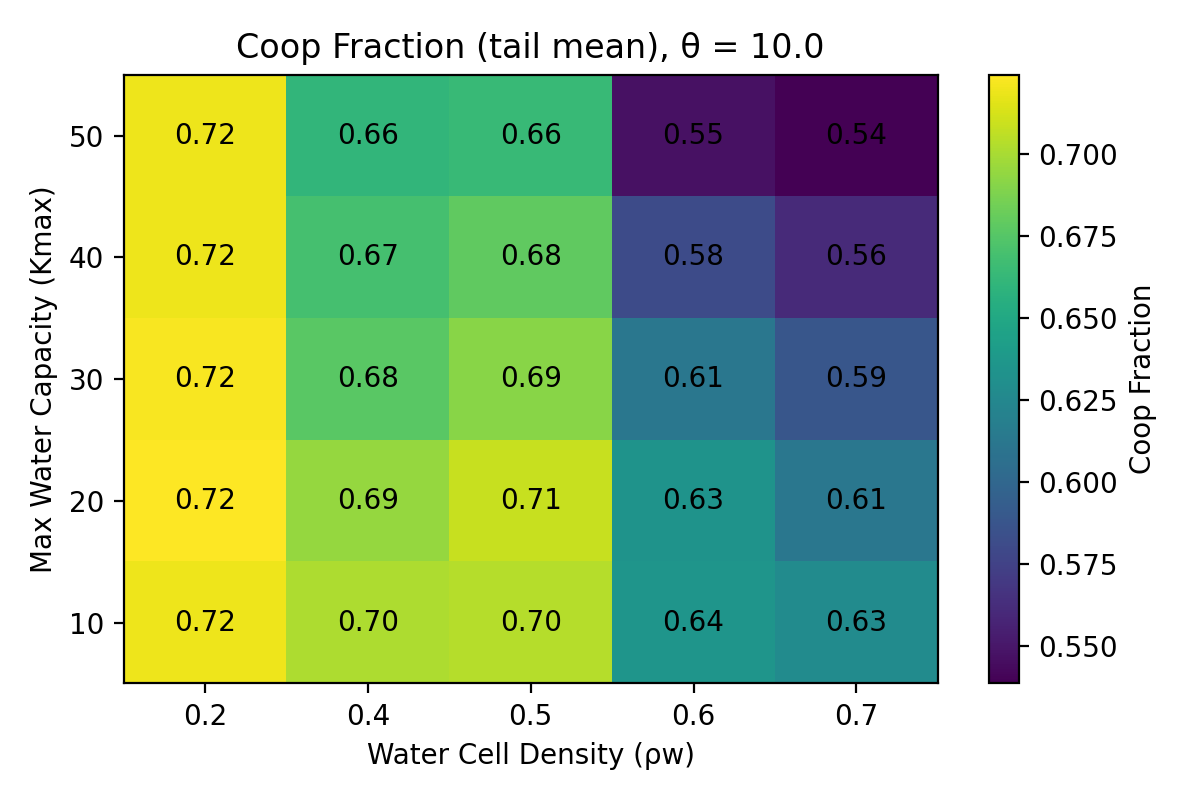 Coop Fraction (tail mean), θ = 10.0
Max Water Capacity (Kmax)
50 0.72 0.66 0.66 0.55 0.54
40 0.72 0.67 0.68 0.58 0.56
30 0.72 0.68 0.69 0.61 0.59
20 0.72 0.69 0.71 0.63 0.61
10 0.72 0.70 0.70 0.64 0.63
0.2 0.4 0.5 0.6 0.7
Water Cell Density (ρw)
0.700
0.675
0.650
0.625
0.600
0.575
0.550
Coop Fraction